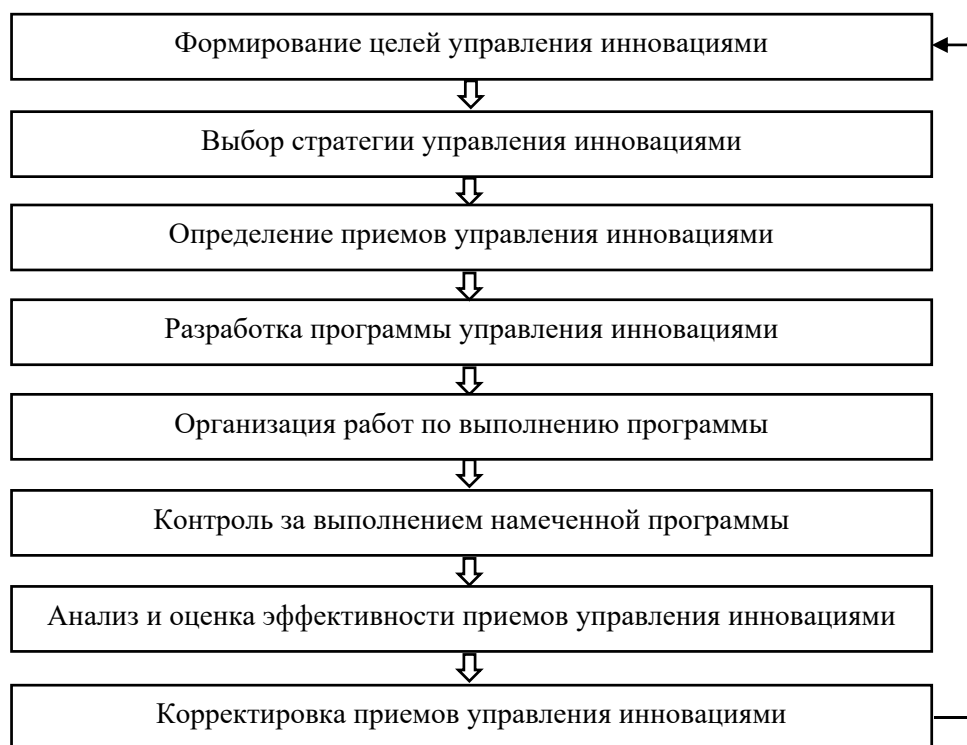 Формирование целей управления инновациями
Выбор стратегии управления инновациями
Определение приемов управления инновациями
Разработка программы управления инновациями
Организация работ по выполнению программы
Контроль за выполнением намеченной программы
Анализ и оценка эффективности приемов управления инновациями
Корректировка приемов управления инновациями